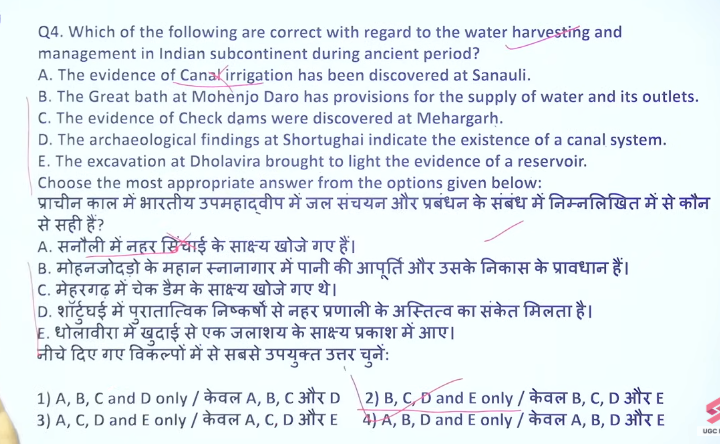 Q4. Which of the following are correct with regard to the water harvesting and
management in Indian subcontinent during ancient period?
A. The evidence of Canal irrigation has been discovered at Sanauli.
B. The Great bath at Mohenjo Daro has provisions for the supply of water and its outlets.
C. The evidence of Check dams were discovered at Mehargarh.
D. The archaeological findings at Shortughai indicate the existence of a canal system.
E. The excavation at Dholavira brought to light the evidence of a reservoir.
Choose the most appropriate answer from the options given below:
प्राचीन काल में भारतीय उपमहाद्वीप में जल संचयन और प्रबंधन के संबंध में निम्नलिखित में से कौन
से सही हैं?
A. सनौली में नहर सिंचाई के साक्ष्य खोजे गए हैं।
B. मोहनजोदड़ो के महान स्नानागार में पानी की आपूर्ति और उसके निकास के प्रावधान हैं।
C. मेहरगढ़ में चेक डैम के साक्ष्य खोजे गए थे।
D. शॉर्टुघई में पुरातात्विक निष्कर्षों से नहर प्रणाली के अस्तित्व का संकेत मिलता है।
E. धोलावीरा में खुदाई से एक जलाशय के साक्ष्य प्रकाश में आए।
नीचे दिए गए विकल्पों में से सबसे उपयुक्त उत्तर चुनें:
1) A, B, C and D only / केवल A, B, C और D 2) B, C, D and E only / केवल B, C, D और E
3) A, C, D and E only / केवल A, C, D और E 4) A, B, D and E only / केवल A, B, D और E
UGC